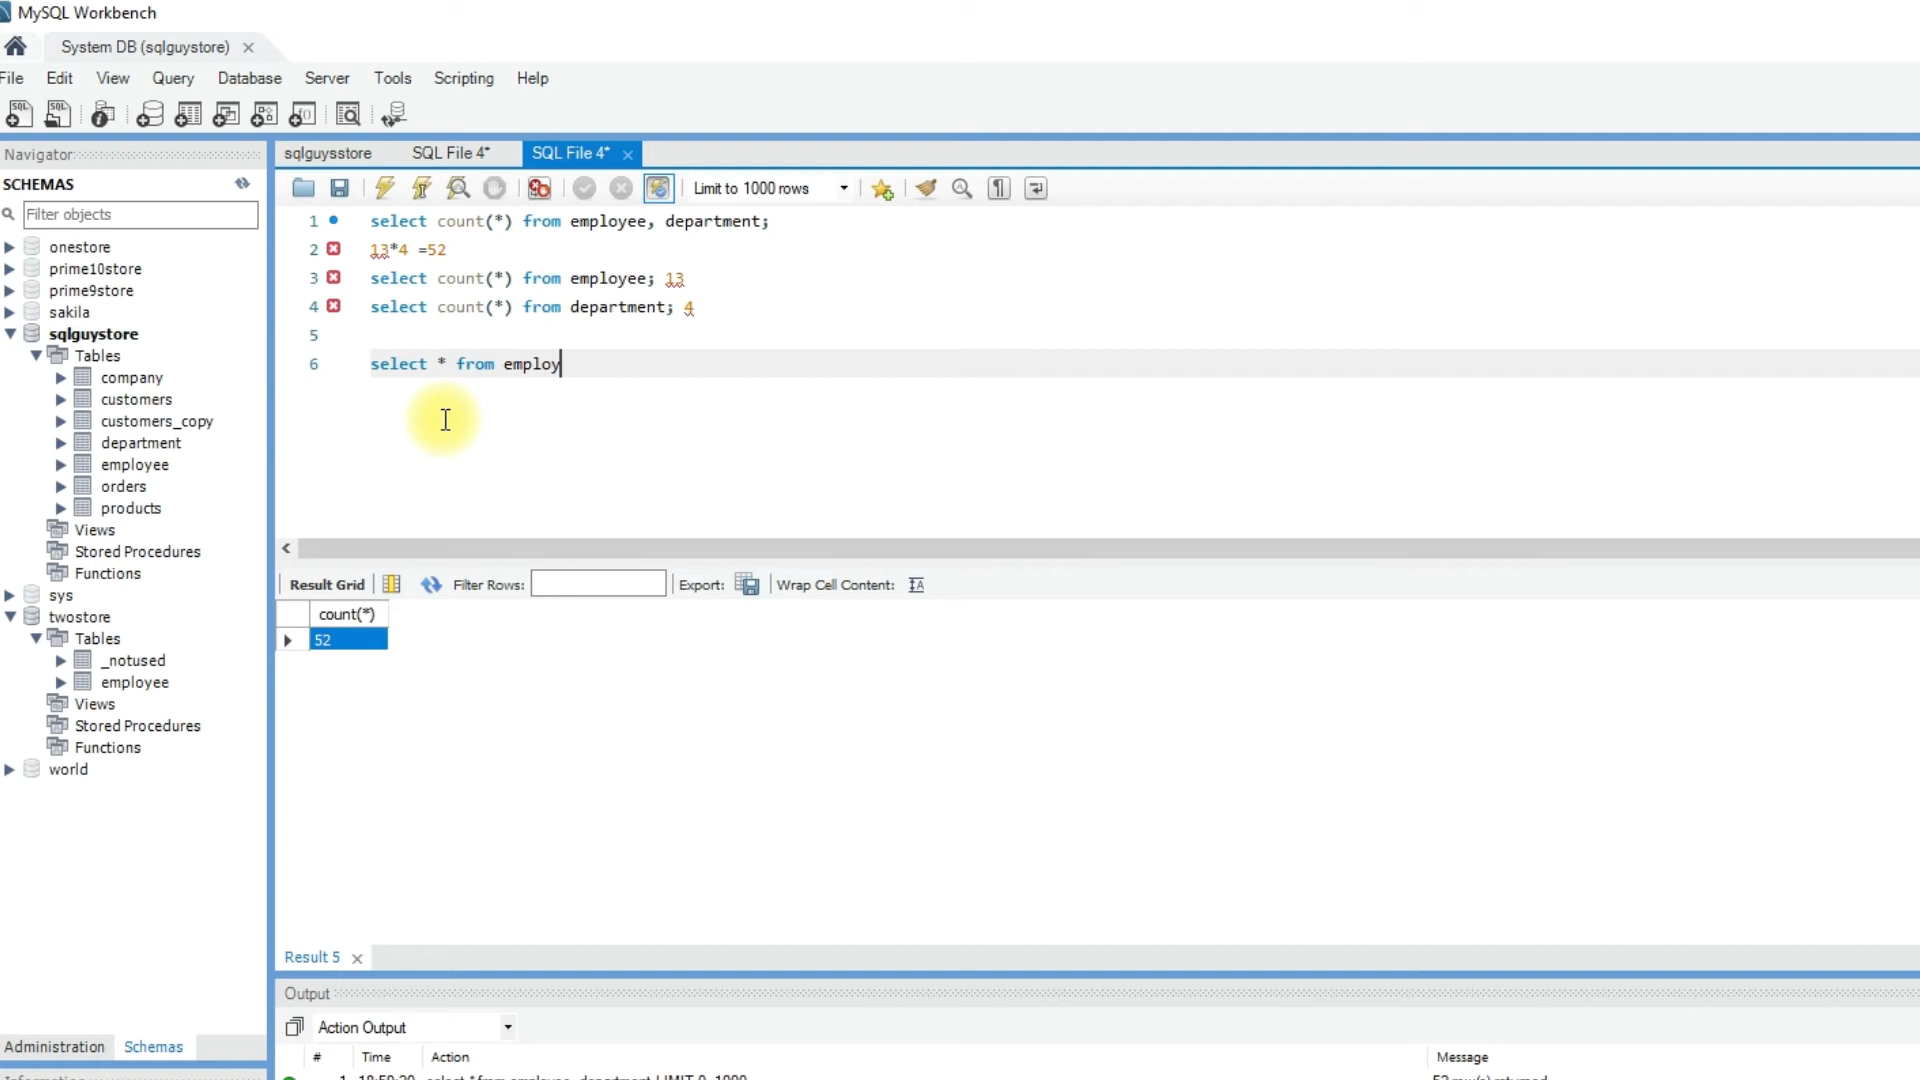 MySQL Workbench
System DB (sqlguystore)
File Edit View Query Database Server Tools Scripting Help
Navigator
SCHEMAS
Filter objects
onestore
prime10store
prime9store
sakila
sqlguystore
Tables
company
customers
customers_copy
department
employee
orders
products
Views
Stored Procedures
Functions
sys
twostore
Tables
_notused
employee
Views
Stored Procedures
Functions
world
Administration Schemas
sqlguysstore SQL File 4* SQL File 4*
Limit to 1000 rows
1 select count(*) from employee, department;
2 13*4 =52
3 select count(*) from employee; 13
4 select count(*) from department; 4
5
6 select * from employ
Result Grid Filter Rows: Export: Wrap Cell Content:
count(*)
52
Result 5
Output
Action Output
# Time Action Message